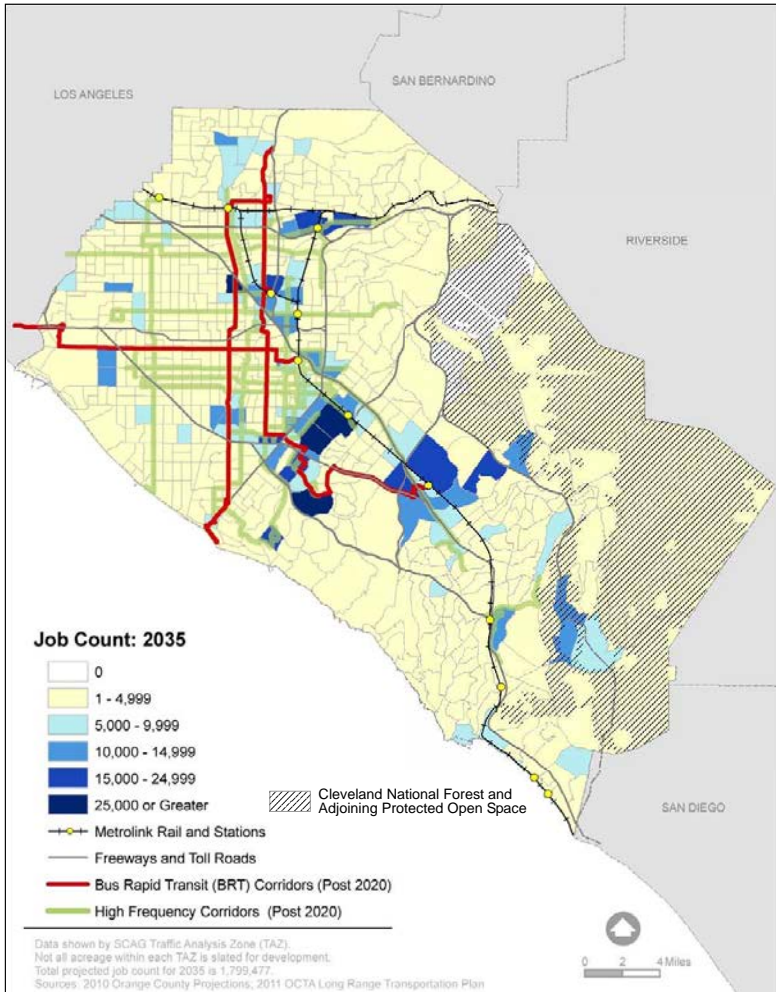 LOS ANGELES
SAN BERNARDINO
RIVERSIDE
Job Count: 2035
0
1 - 4,999
5,000 - 9,999
10,000 - 14,999
15,000 - 24,999
25,000 or Greater
Cleveland National Forest and
Adjoining Protected Open Space
Metrolink Rail and Stations
Freeways and Toll Roads
Bus Rapid Transit (BRT) Corridors (Post 2020)
High Frequency Corridors (Post 2020)
SAN DIEGO
Data shown by SCAG Traffic Analysis Zone (TAZ).
Not all acreage within each TAZ is slated for development.
Total projected job count for 2035 is 1,799,477.
Sources: 2010 Orange County Projections; 2011 OCTA Long Range Transportation Plan
0 2 4 Miles